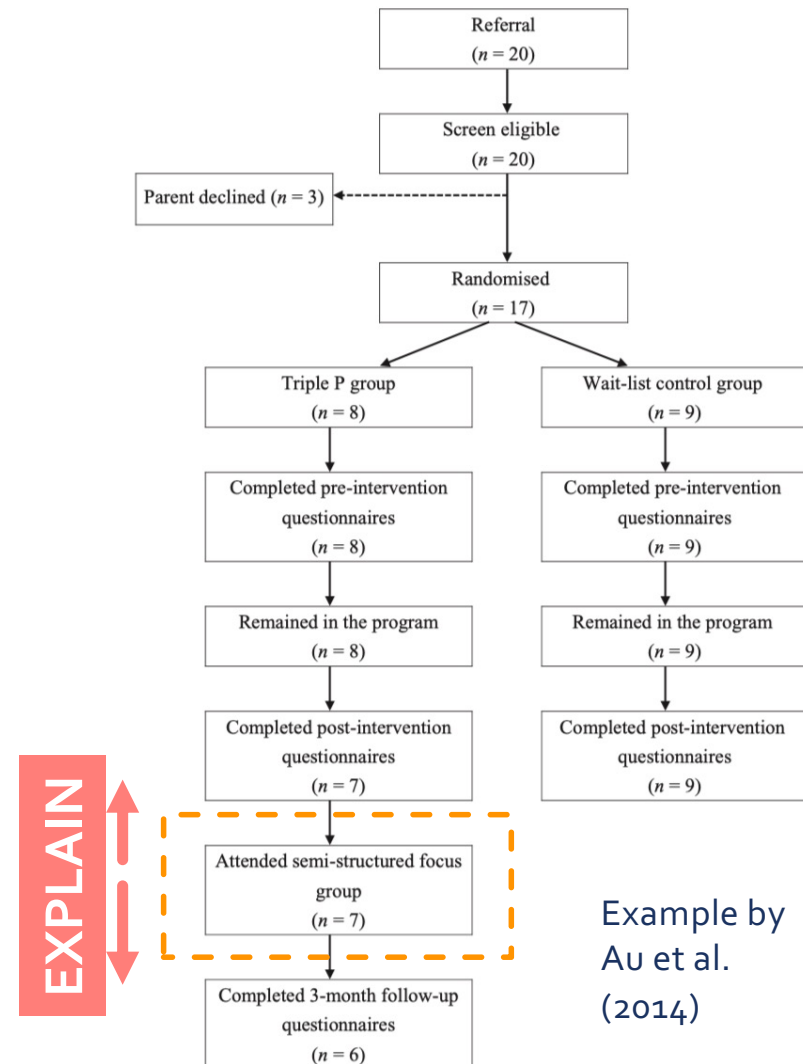 Referral
(n = 20)
Screen eligible
(n = 20)
Parent declined (n = 3)
Randomised
(n = 17)
Triple P group
(n = 8)
Wait-list control group
(n = 9)
Completed pre-intervention
questionnaires
(n = 8)
Completed pre-intervention
questionnaires
(n = 9)
Remained in the program
(n = 8)
Remained in the program
(n = 9)
Completed post-intervention
questionnaires
(n = 7)
Completed post-intervention
questionnaires
(n = 9)
EXPLAIN
Attended semi-structured focus
group
(n = 7)
Completed 3-month follow-up
questionnaires
(n = 6)
Example by
Au et al.
(2014)